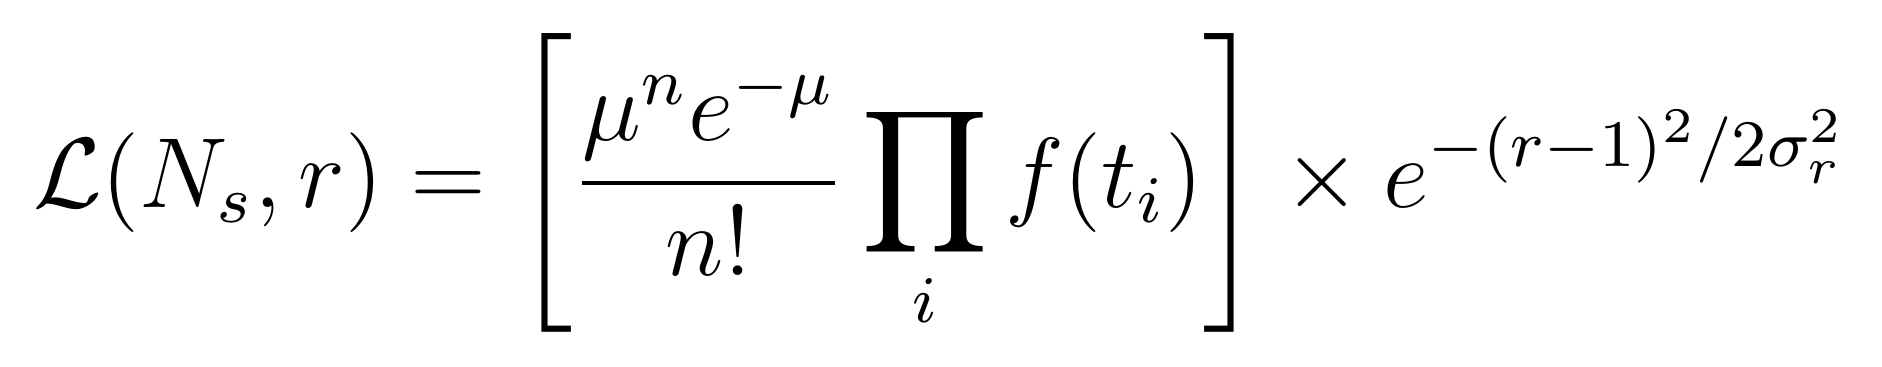 $$\mathcal{L}(N_s, r) = \left[ \frac{\mu^n e^{-\mu}}{n!} \prod_i f(t_i) \right] \times e^{-(r-1)^2/2\sigma_r^2}$$